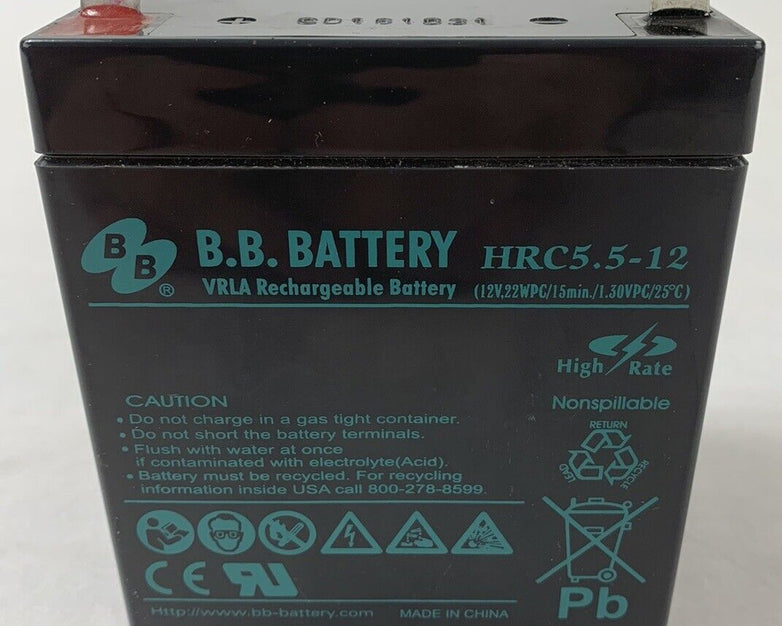 B B ®
B.B. BATTERY HRC5.5-12
VRLA Rechargeable Battery (12V,22WPC/15min./1.30VPC/25°C)
High Rate
Nonspillable
CAUTION
• Do not charge in a gas tight container.
• Do not short the battery terminals.
• Flush with water at once
if contaminated with electrolyte(Acid).
• Battery must be recycled. For recycling
information inside USA call 800-278-8599.
RETURN
LEAD
RECYCLE
CE
Pb
Http://www.bb-battery.com MADE IN CHINA